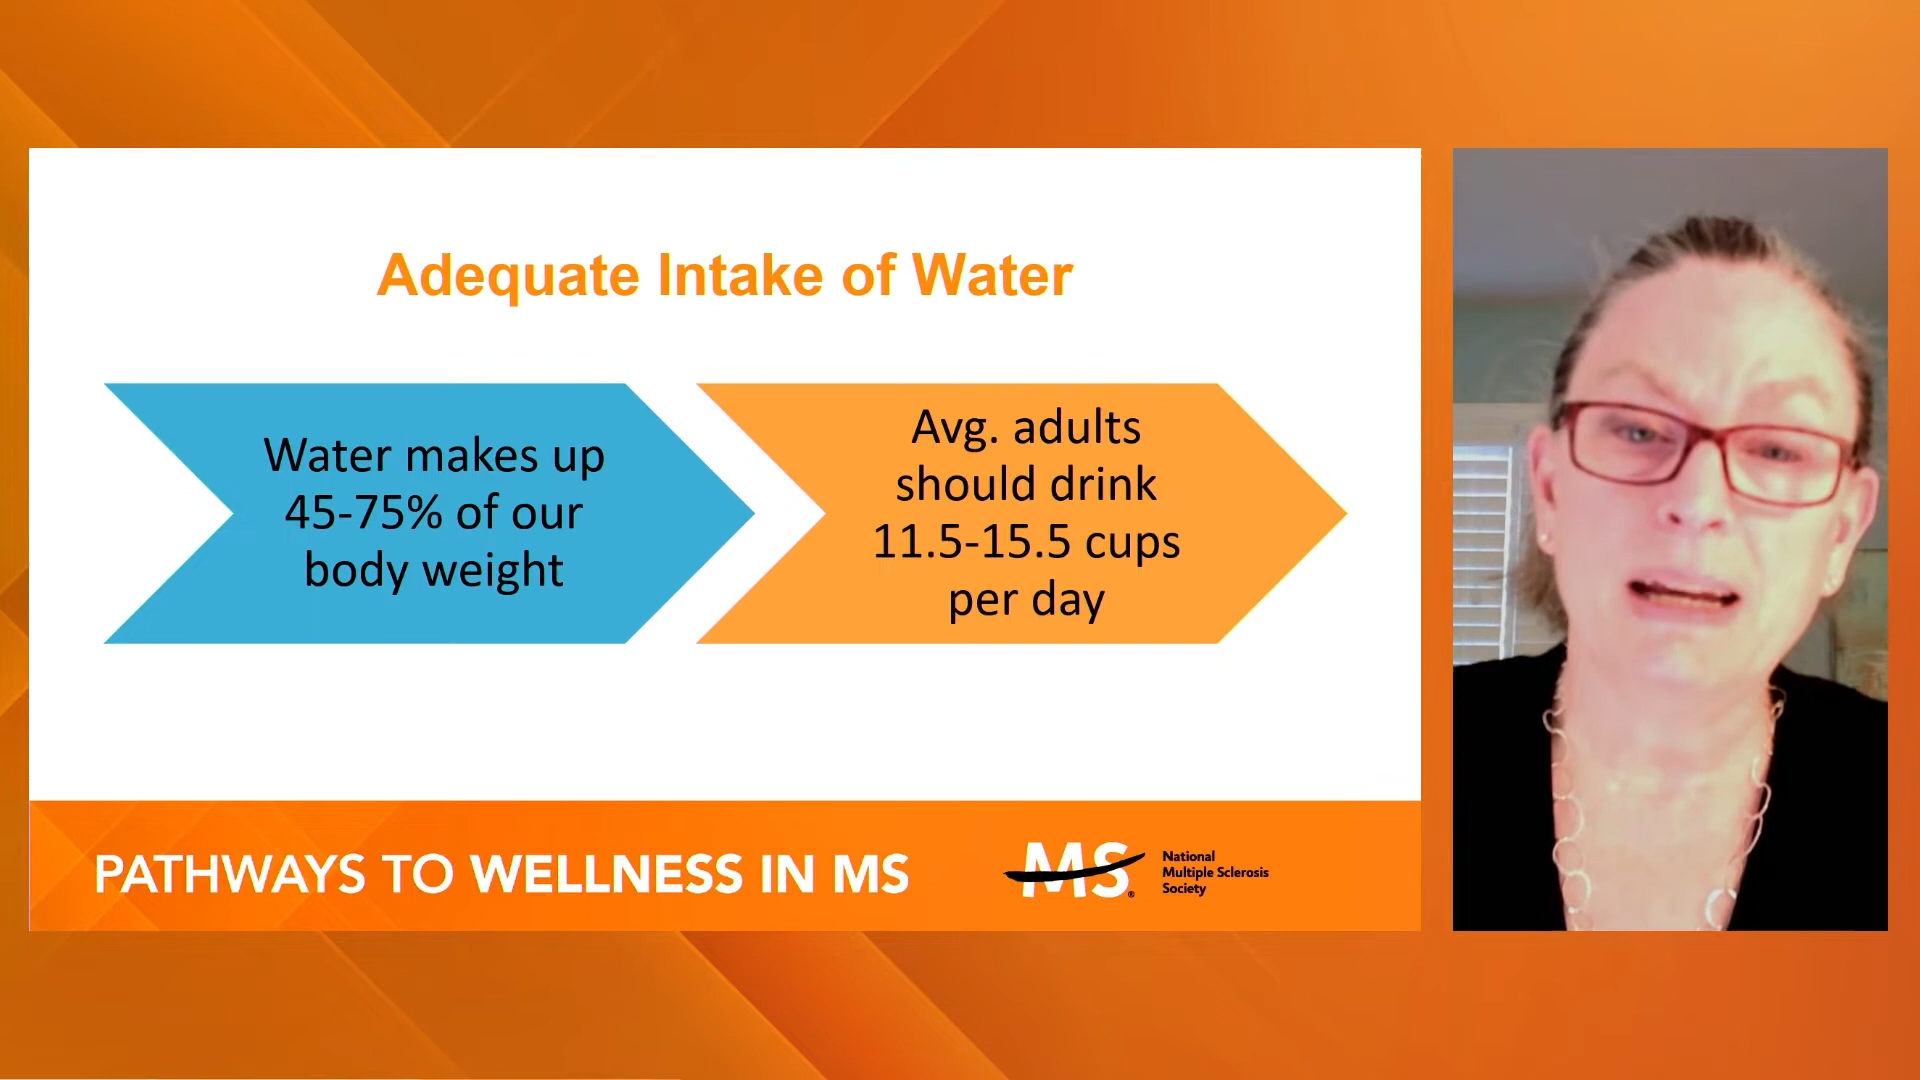 Adequate Intake of Water
Water makes up
45-75% of our
body weight
Avg. adults
should drink
11.5-15.5 cups
per day
PATHWAYS TO WELLNESS IN MS
MS®
National
Multiple Sclerosis
Society